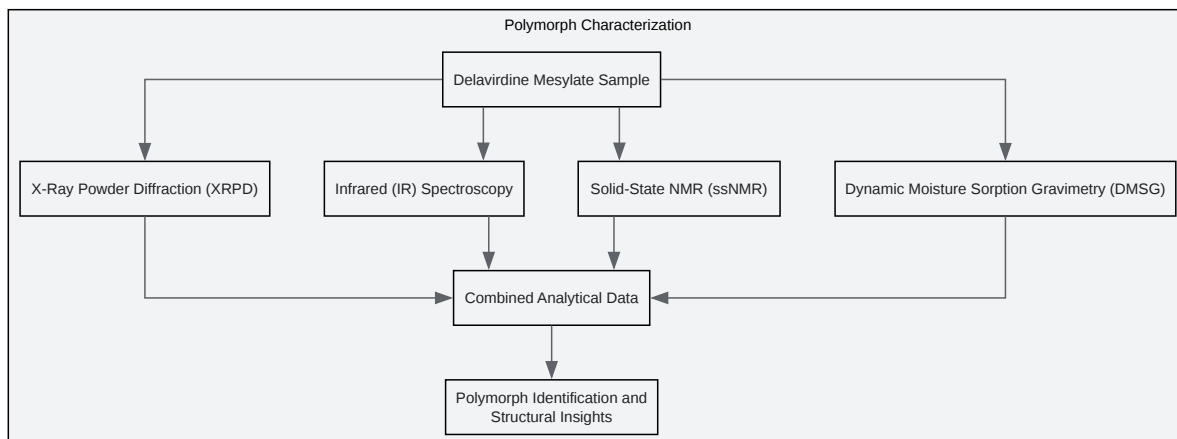 Polymorph Characterization
Delavirdine Mesylate Sample
X-Ray Powder Diffraction (XRPD)
Infrared (IR) Spectroscopy
Solid-State NMR (ssNMR)
Dynamic Moisture Sorption Gravimetry (DMSG)
Combined Analytical Data
Polymorph Identification and
Structural Insights